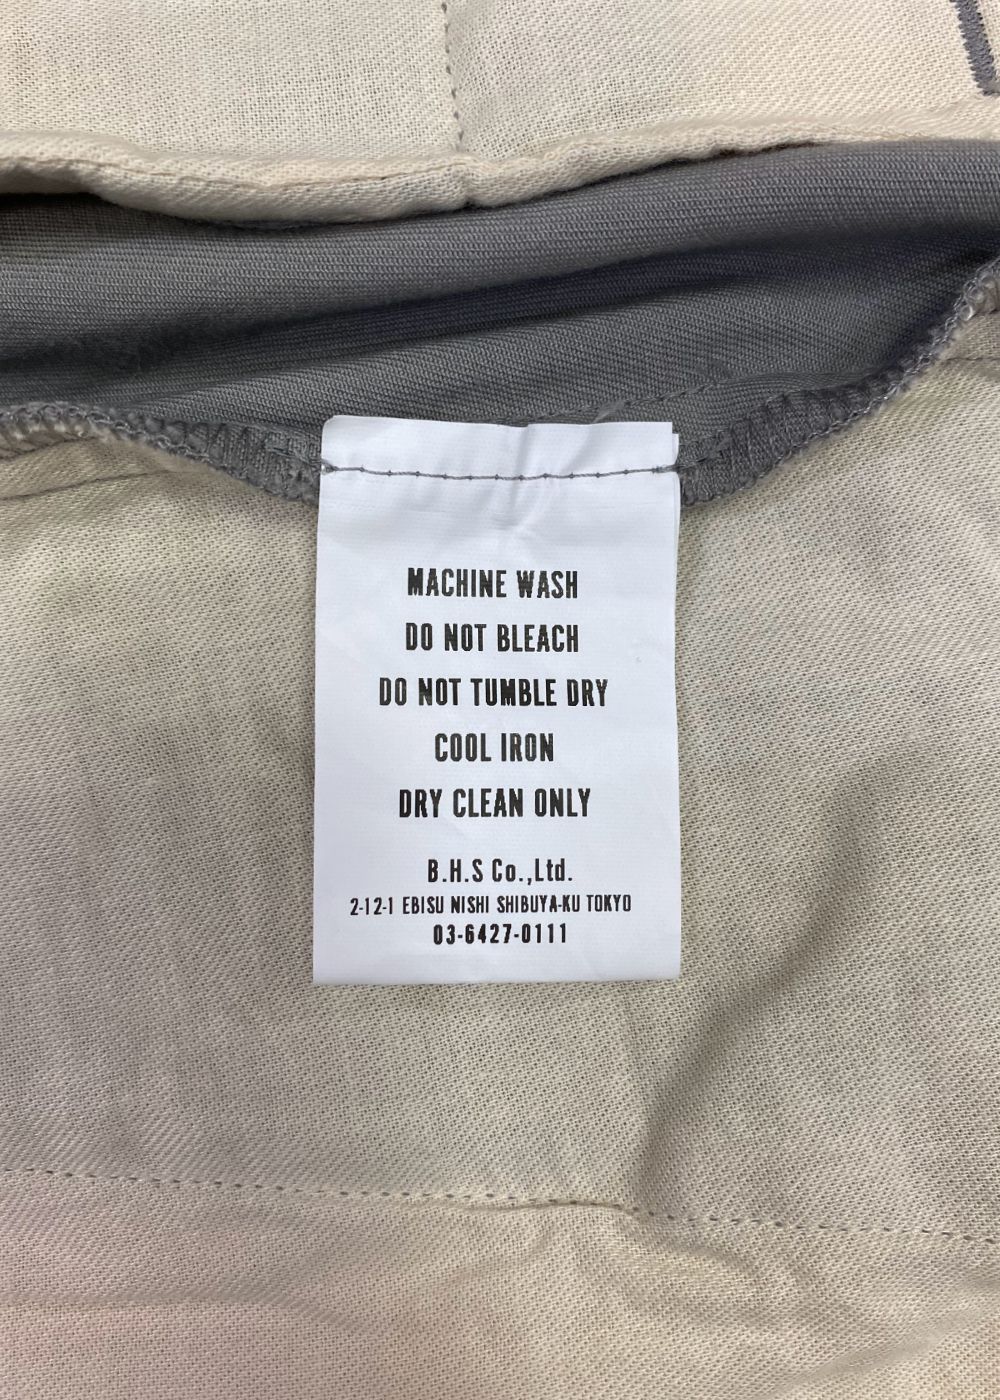 MACHINE WASH
DO NOT BLEACH
DO NOT TUMBLE DRY
COOL IRON
DRY CLEAN ONLY
B.H.S Co.,Ltd.
2-12-1 EBISU NISHI SHIBUYA-KU TOKYO
03-6427-0111